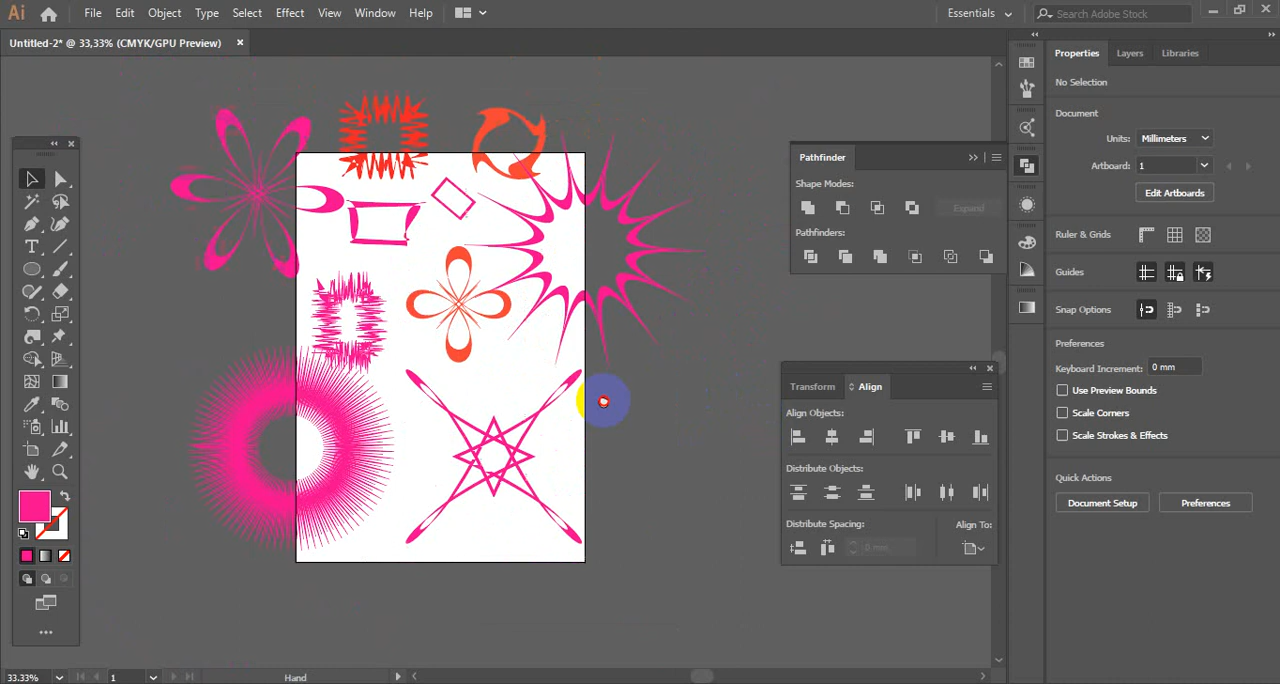 Ai File Edit Object Type Select Effect View Window Help Essentials Search Adobe Stock
Untitled-2* @ 33,33% (CMYK/GPU Preview)
Properties Layers Libraries
No Selection
Document
Units: Millimeters
Artboard: 1
Edit Artboards
Ruler & Grids
Guides
Snap Options
Preferences
Keyboard Increment: 0 mm
Use Preview Bounds
Scale Corners
Scale Strokes & Effects
Quick Actions
Document Setup Preferences
Pathfinder
Shape Modes:
Expand
Pathfinders:
Transform Align
Align Objects:
Distribute Objects:
Distribute Spacing: Align To:
0 mm
33.33% 1 Hand